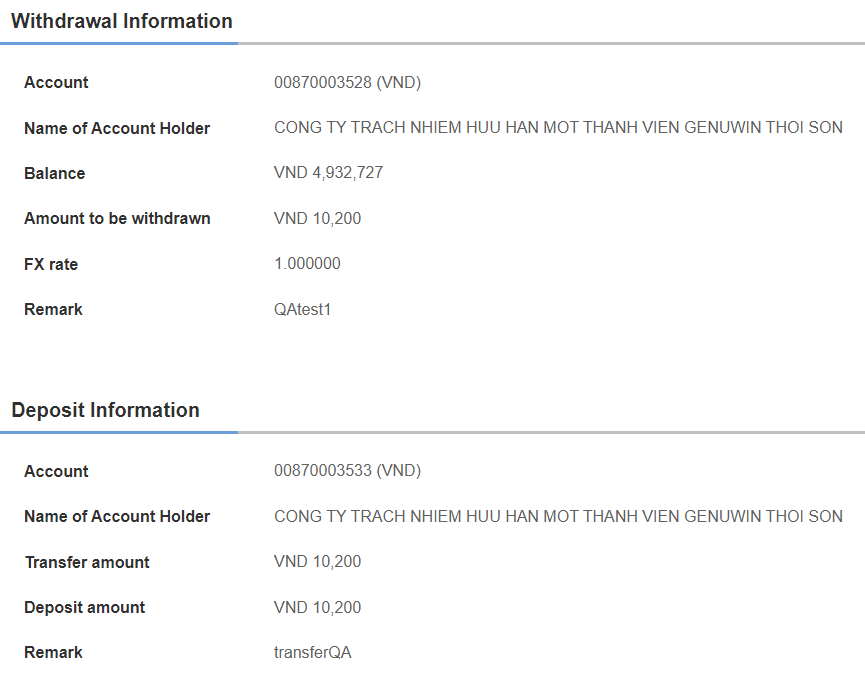 Withdrawal Information
Account 00870003528 (VND)
Name of Account Holder CONG TY TRACH NHIEM HUU HAN MOT THANH VIEN GENUWIN THOI SON
Balance VND 4,932,727
Amount to be withdrawn VND 10,200
FX rate 1.000000
Remark QAtest1
Deposit Information
Account 00870003533 (VND)
Name of Account Holder CONG TY TRACH NHIEM HUU HAN MOT THANH VIEN GENUWIN THOI SON
Transfer amount VND 10,200
Deposit amount VND 10,200
Remark transferQA